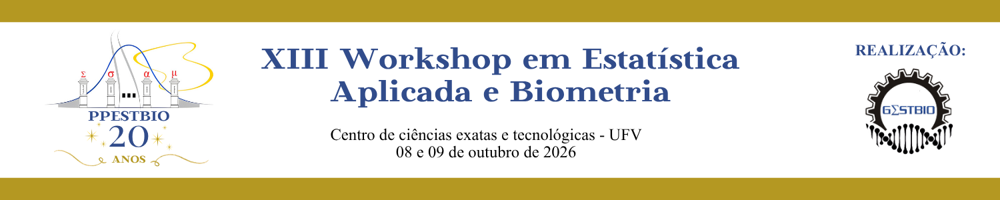 Σ σ α μ
PPESTBIO
20
ANOS
XIII Workshop em Estatística
Aplicada e Biometria
Centro de ciências exatas e tecnológicas - UFV
08 e 09 de outubro de 2026
REALIZAÇÃO:
GΣSTBIO